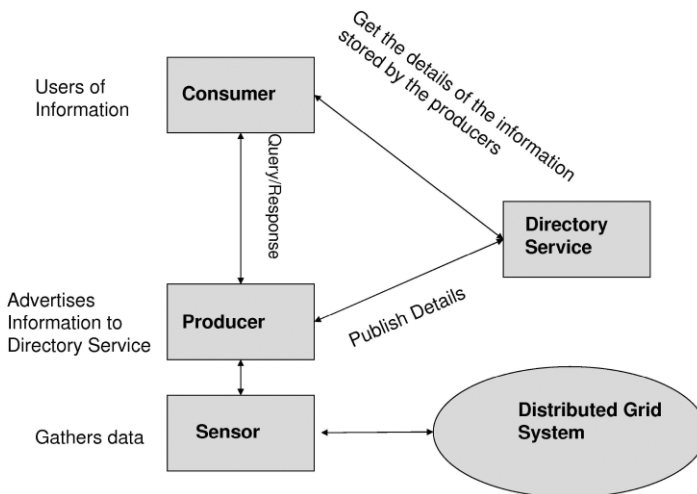 Get the details of the information
stored by the producers
Users of
Information
Consumer
Query/Response
Directory
Service
Advertises
Information to
Directory Service
Producer
Publish Details
Gathers data
Sensor
Distributed Grid
System